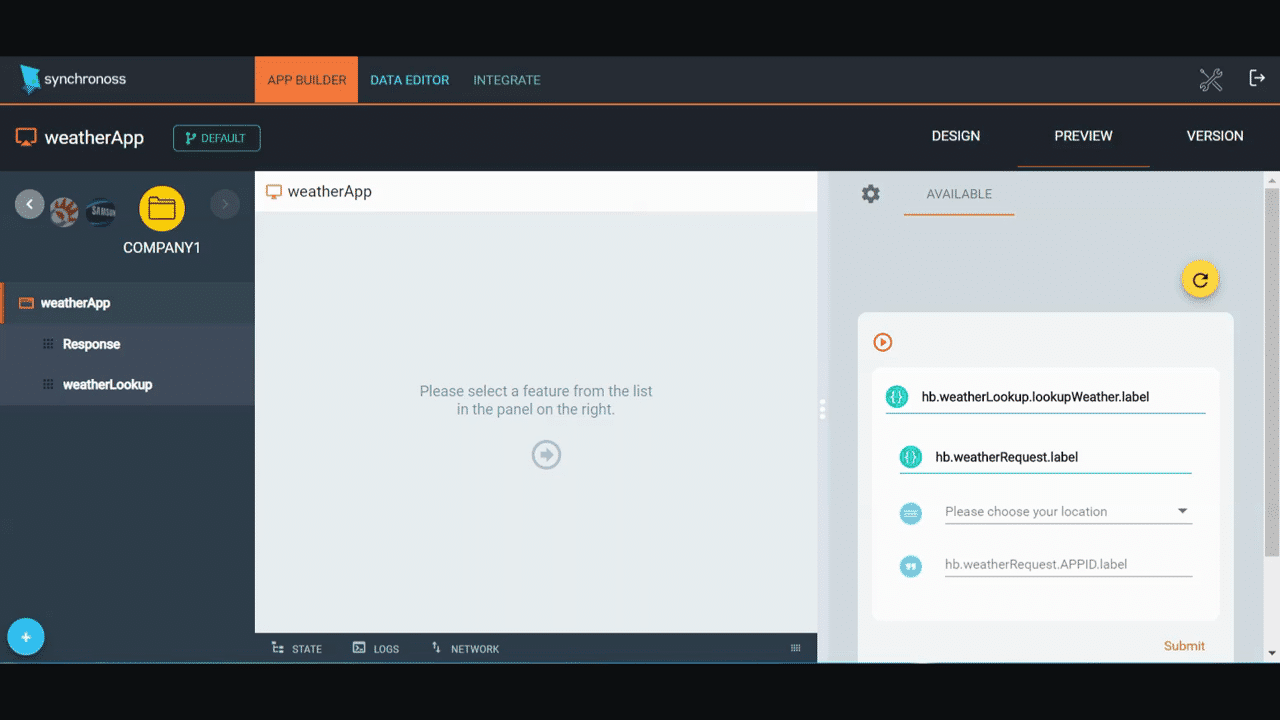 synchronoss
APP BUILDER
DATA EDITOR
INTEGRATE
weatherApp
DEFAULT
DESIGN
PREVIEW
VERSION
SAMSUNG
COMPANY1
weatherApp
Response
weatherLookup
weatherApp
Please select a feature from the list
in the panel on the right.
STATE
LOGS
NETWORK
AVAILABLE
hb.weatherLookup.lookupWeather.label
hb.weatherRequest.label
Please choose your location
hb.weatherRequest.APPID.label
Submit